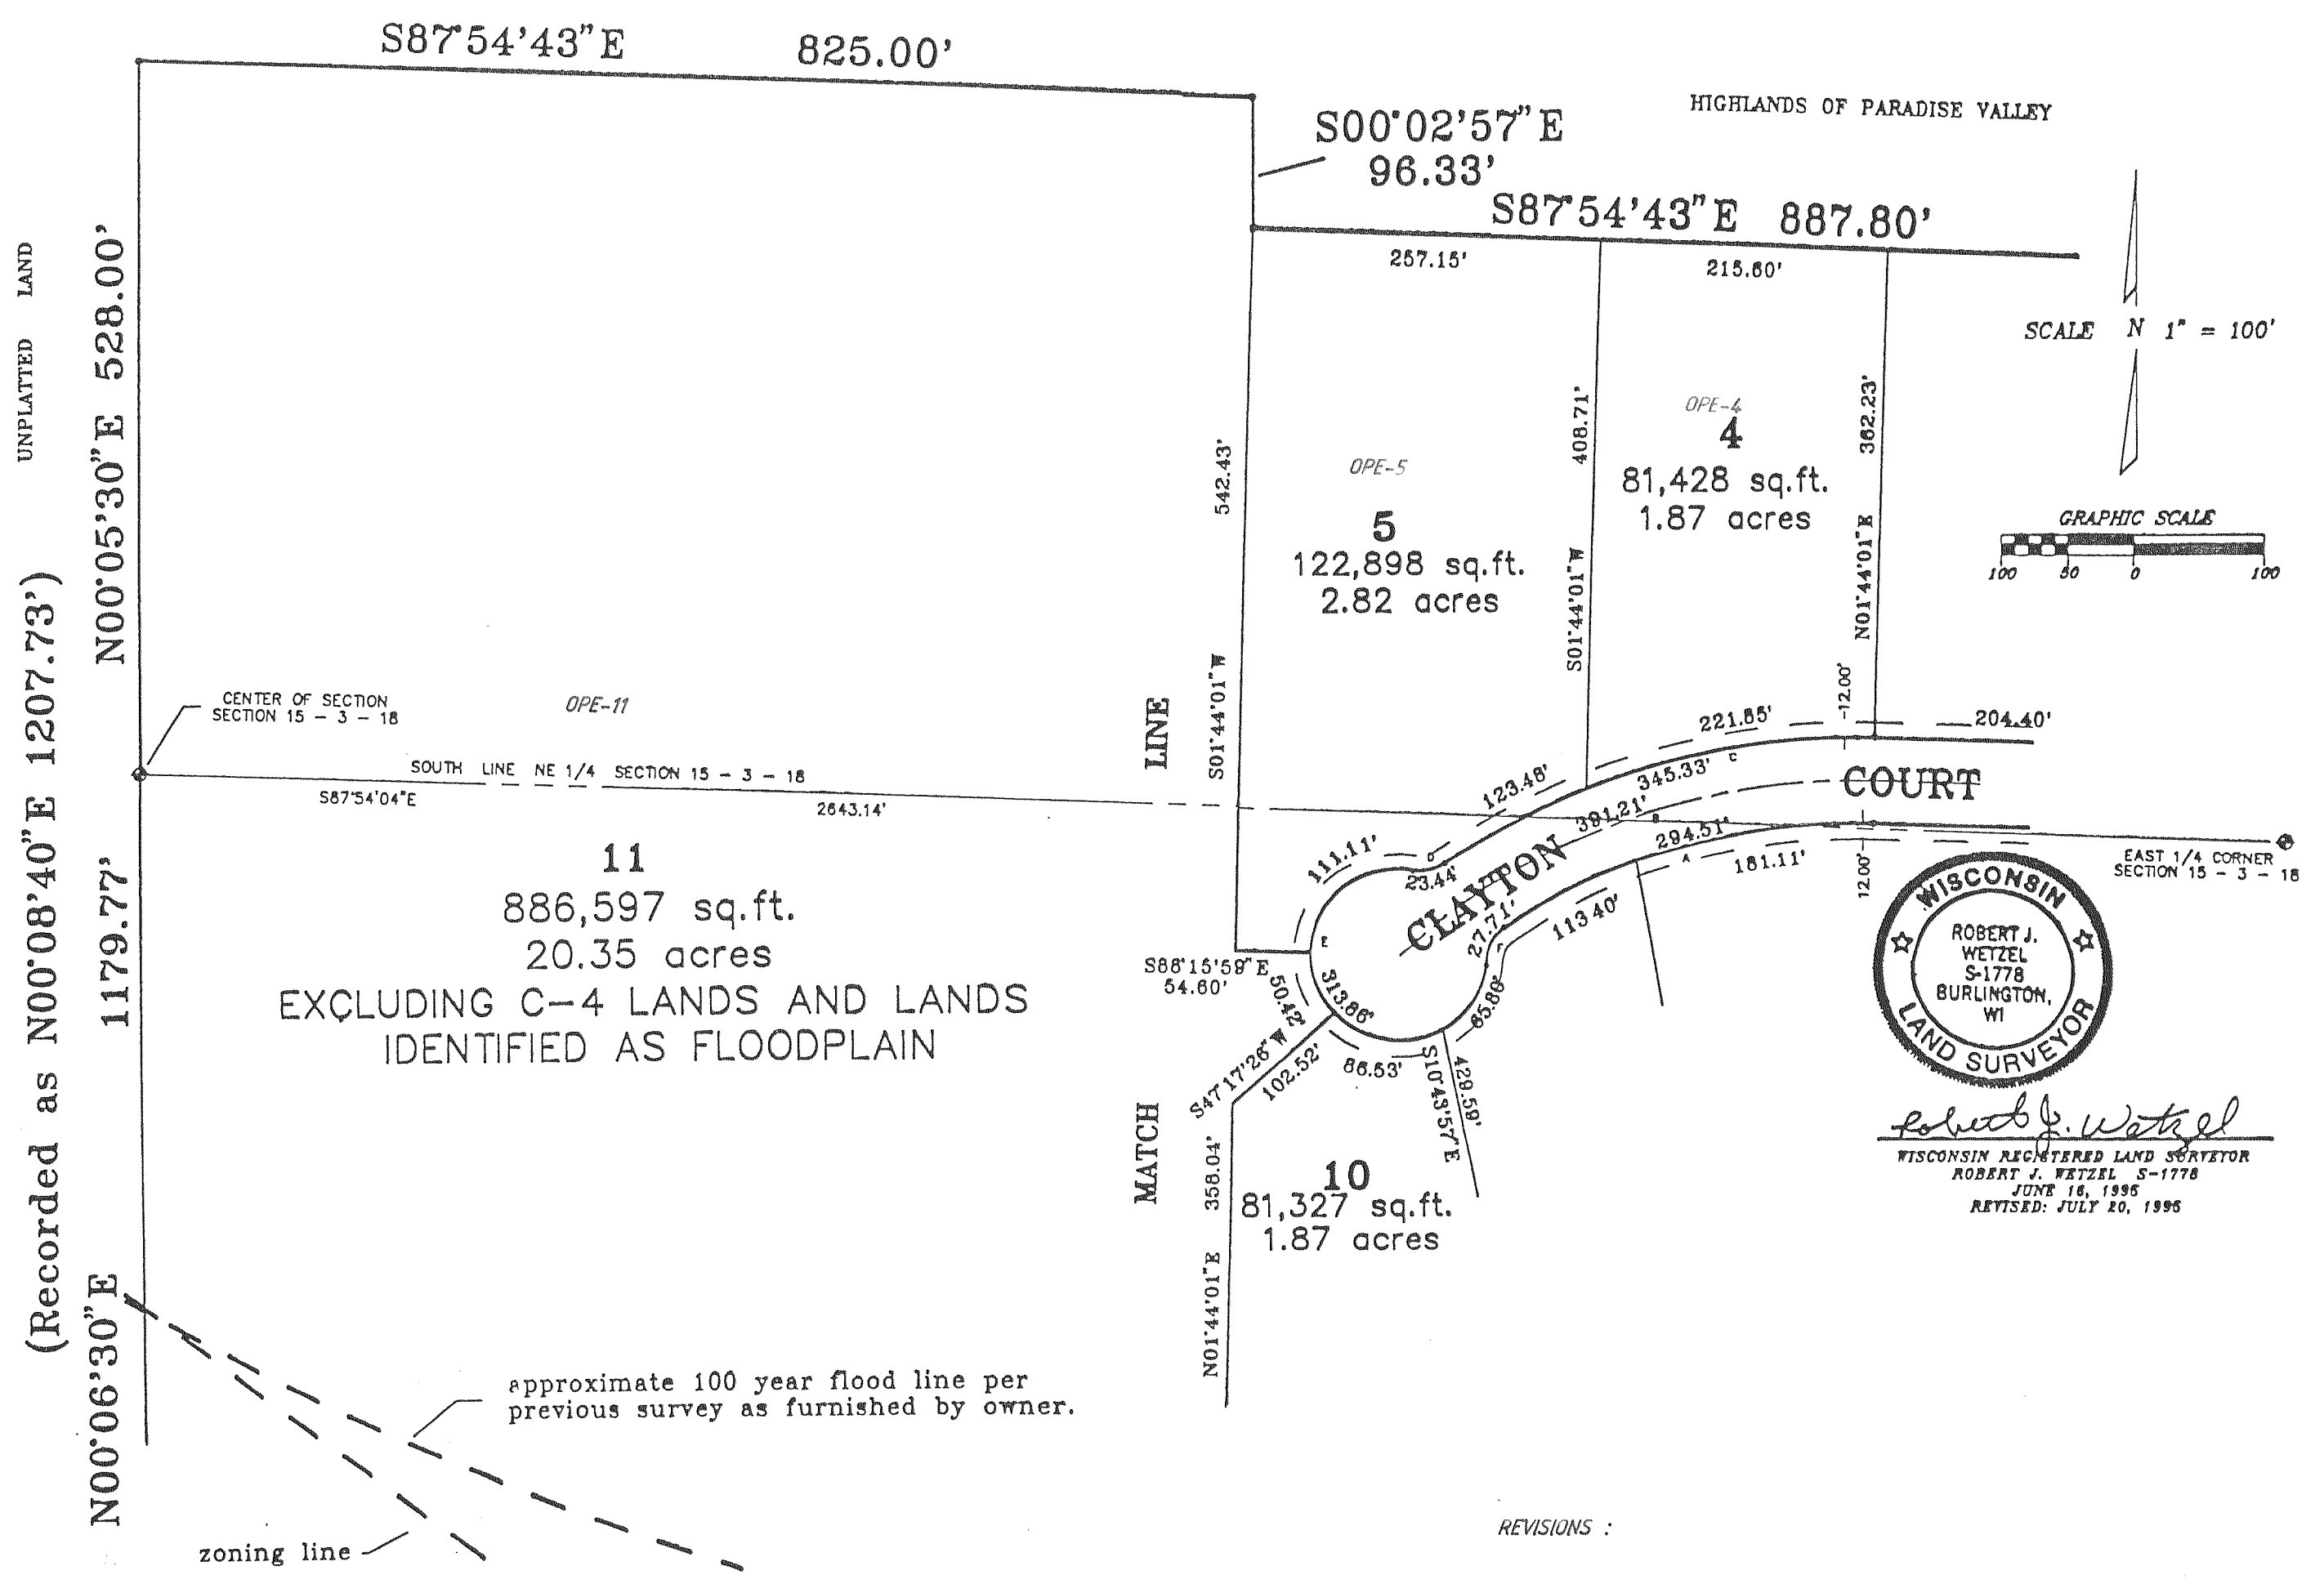 S87°54'43"E 825.00'
HIGHLANDS OF PARADISE VALLEY
S00°02'57"E
96.33'
S87°54'43"E 887.80'
257.15'
215.60'
UNPLATTED LAND
N00°05'30"E 528.00'
(Recorded as N00°08'40"E 1207.73')
1179.77'
N00°06'30"E
SCALE N 1" = 100'
GRAPHIC SCALE
100 50 0 100
542.43'
S01°44'01"W
408.71'
S01°44'01"W
362.23'
N01°44'01"E
OPE-4
4
81,428 sq.ft.
1.87 acres
OPE-5
5
122,898 sq.ft.
2.82 acres
CENTER OF SECTION
SECTION 15 - 3 - 18
OPE-11
SOUTH LINE NE 1/4 SECTION 15 - 3 - 18
S87°54'04"E
2643.14'
LINE
11
886,597 sq.ft.
20.35 acres
EXCLUDING C-4 LANDS AND LANDS
IDENTIFIED AS FLOODPLAIN
12.00'
204.40'
221.85'
C
345.33'
123.48'
391.21'
B
294.51'
A
181.11'
12.00'
CLAYTON COURT
111.11'
D
23.44'
27.71'
F
113.40'
E
313.86'
S88°15'59"E
54.60'
50.42'
65.80'
86.53'
S47°17'26"W
102.52'
S10°43'57"E
429.59'
EAST 1/4 CORNER
SECTION 15 - 3 - 18
MATCH
358.04'
N01°44'01"E
10
81,327 sq.ft.
1.87 acres
WISCONSIN
ROBERT J.
WETZEL
S-1778
BURLINGTON,
WI
LAND SURVEYOR
Robert J. Wetzel
WISCONSIN REGISTERED LAND SURVEYOR
ROBERT J. WETZEL S-1778
JUNE 16, 1995
REVISED: JULY 20, 1995
approximate 100 year flood line per
previous survey as furnished by owner.
zoning line
REVISIONS :